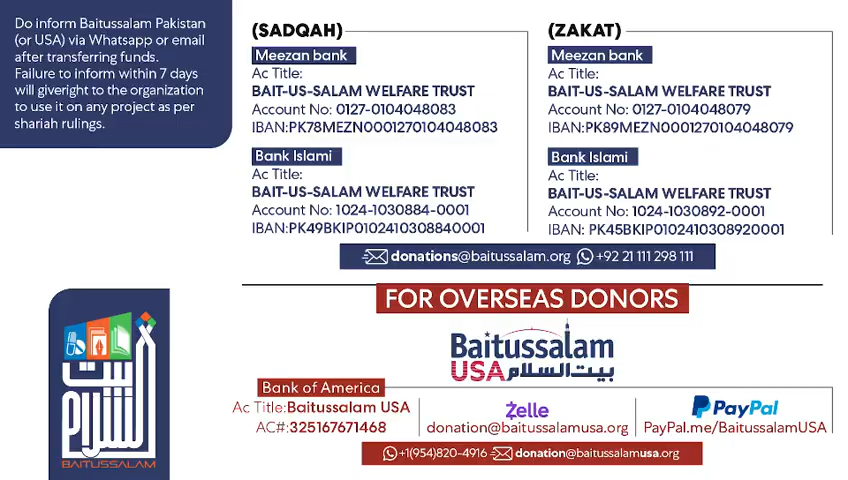 Do inform Baitussalam Pakistan
(or USA) via Whatsapp or email
after transferring funds.
Failure to inform within 7 days
will giveright to the organization
to use it on any project as per
shariah rulings.
(SADQAH)
Meezan bank
Ac Title:
BAIT-US-SALAM WELFARE TRUST
Account No: 0127-0104048083
IBAN:PK78MEZN0001270104048083
Bank Islami
Ac Title:
BAIT-US-SALAM WELFARE TRUST
Account No: 1024-1030884-0001
IBAN:PK49BKIP0102410308840001
(ZAKAT)
Meezan bank
Ac Title:
BAIT-US-SALAM WELFARE TRUST
Account No: 0127-0104048079
IBAN:PK89MEZN0001270104048079
Bank Islami
Ac Title:
BAIT-US-SALAM WELFARE TRUST
Account No: 1024-1030892-0001
IBAN: PK45BKIP0102410308920001
donations@baitussalam.org +92 21 111 298 111
FOR OVERSEAS DONORS
Baitussalam
USA بيت السلام
Bank of America
Ac Title:Baitussalam USA
AC#:325167671468
Zelle
donation@baitussalamusa.org
PayPal
PayPal.me/BaitussalamUSA
+1(954)820-4916 donation@baitussalamusa.org
بيت السلام
BAITUSSALAM